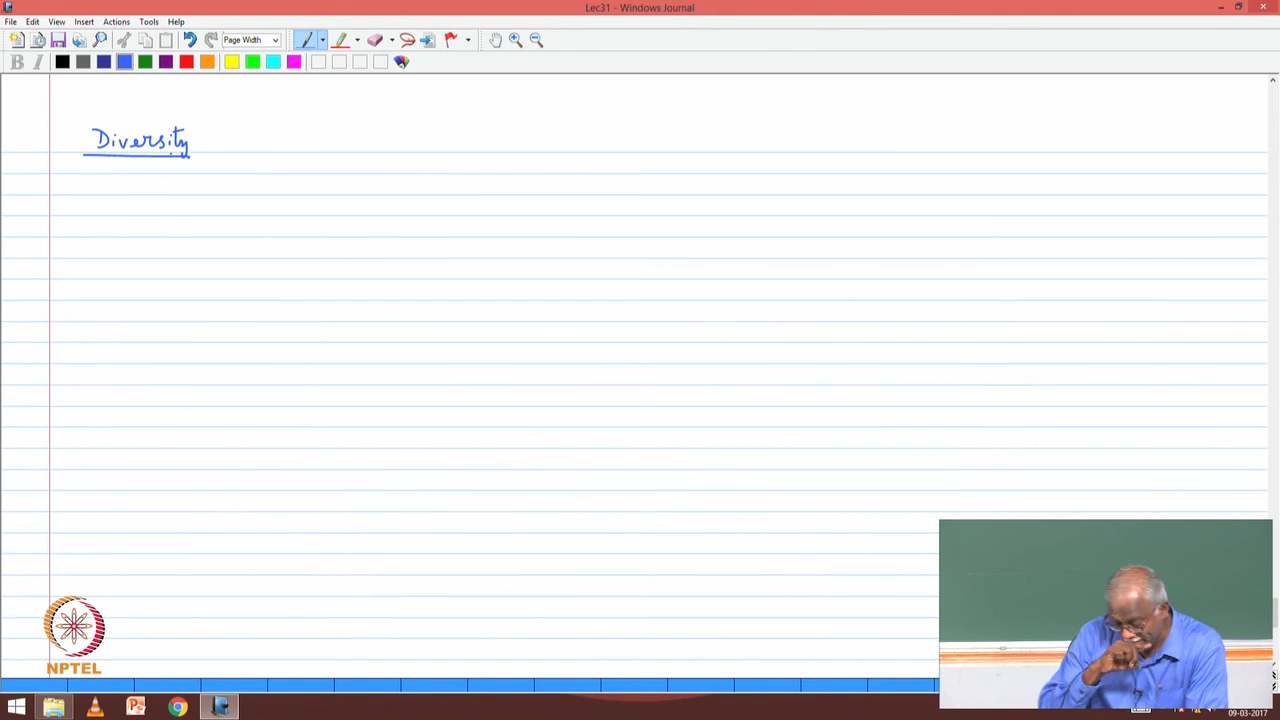 Lec31 - Windows Journal
File Edit View Insert Actions Tools Help
Page Width
B I
Diversity
NPTEL
09-03-2017